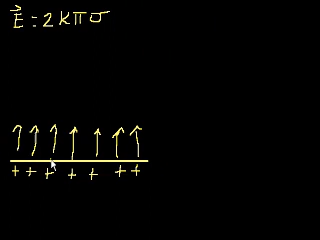 E⃗ = 2Kπσ
+ + + + + + +